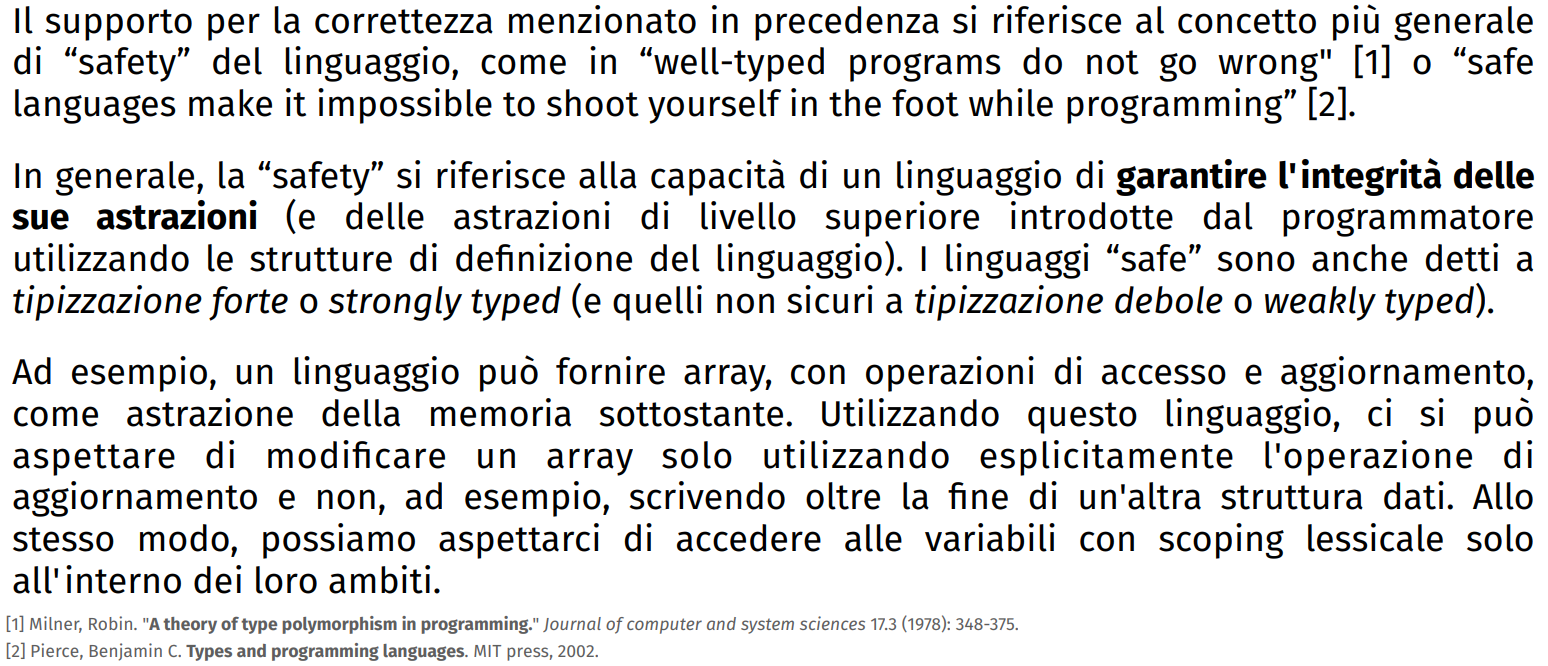 Il supporto per la correttezza menzionato in precedenza si riferisce al concetto più generale
di “safety” del linguaggio, come in “well-typed programs do not go wrong" [1] o “safe
languages make it impossible to shoot yourself in the foot while programming” [2].
In generale, la “safety” si riferisce alla capacità di un linguaggio di garantire l'integrità delle
sue astrazioni (e delle astrazioni di livello superiore introdotte dal programmatore
utilizzando le strutture di definizione del linguaggio). I linguaggi “safe” sono anche detti a
tipizzazione forte o strongly typed (e quelli non sicuri a tipizzazione debole o weakly typed).
Ad esempio, un linguaggio può fornire array, con operazioni di accesso e aggiornamento,
come astrazione della memoria sottostante. Utilizzando questo linguaggio, ci si può
aspettare di modificare un array solo utilizzando esplicitamente l'operazione di
aggiornamento e non, ad esempio, scrivendo oltre la fine di un'altra struttura dati. Allo
stesso modo, possiamo aspettarci di accedere alle variabili con scoping lessicale solo
all'interno dei loro ambiti.
[1] Milner, Robin. "A theory of type polymorphism in programming." Journal of computer and system sciences 17.3 (1978): 348-375.
[2] Pierce, Benjamin C. Types and programming languages. MIT press, 2002.